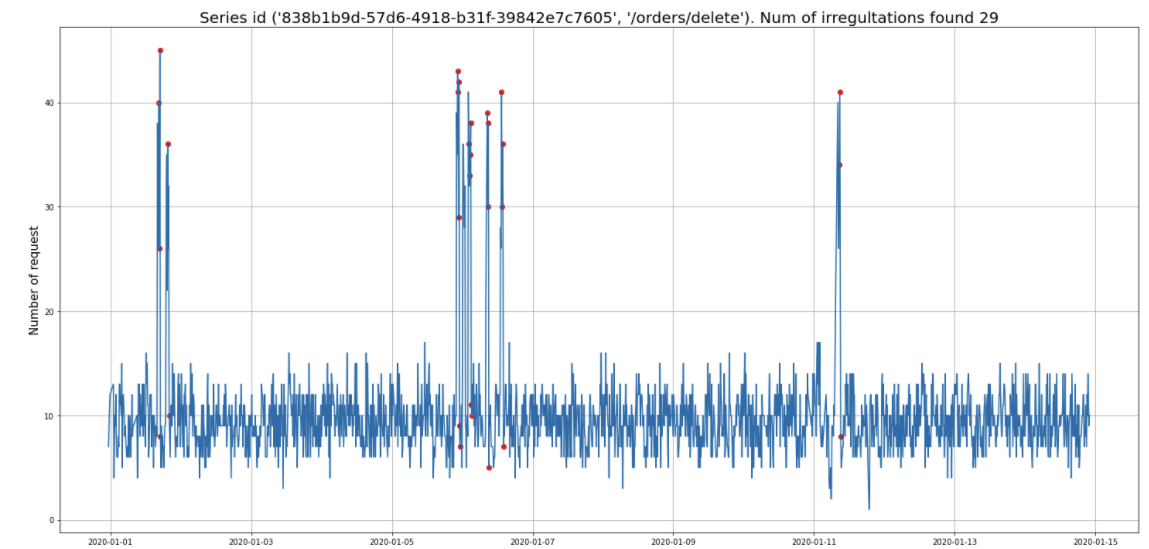 Series id ('838b1b9d-57d6-4918-b31f-39842e7c7605', '/orders/delete'). Num of irregultations found 29
Number of request
40
30
20
10
0
2020-01-01 2020-01-03 2020-01-05 2020-01-07 2020-01-09 2020-01-11 2020-01-13 2020-01-15